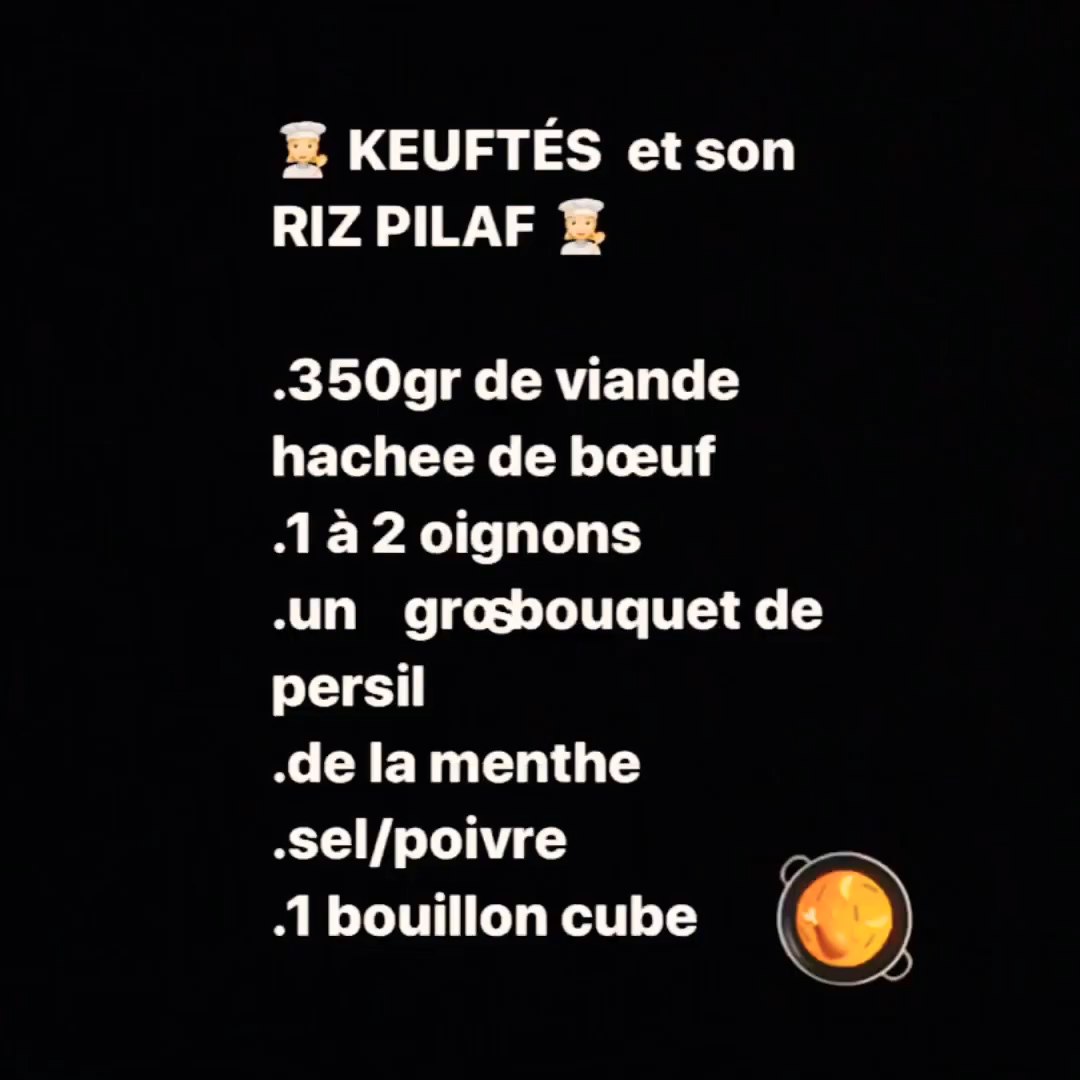 KEUFTÉS et son
RIZ PILAF
.350gr de viande
hachee de bœuf
.1 à 2 oignons
.un gros bouquet de
persil
.de la menthe
.sel/poivre
.1 bouillon cube